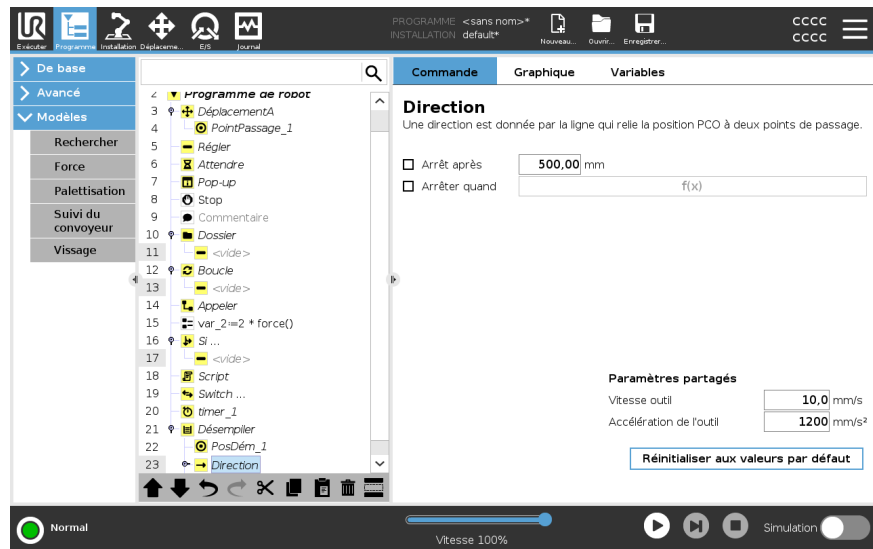 PROGRAMME <sans nom>*
INSTALLATION default*
Exécuter Programme Installation Déplaceme... E/S Journal
Nouveau... Ouvrir... Enregistrer...
cccc
cccc
De base
Avancé
Modèles
Rechercher
Force
Palettisation
Suivi du
convoyeur
Vissage
2 Programme de robot
3 DéplacementA
4 PointPassage_1
5 Régler
6 Attendre
7 Pop-up
8 Stop
9 Commentaire
10 Dossier
11 <vide>
12 Boucle
13 <vide>
14 Appeler
15 var_2:=2 * force()
16 Si ...
17 <vide>
18 Script
19 Switch ...
20 timer_1
21 Désempiler
22 PosDém_1
23 Direction
Commande Graphique Variables
Direction
Une direction est donnée par la ligne qui relie la position PCO à deux points de passage.
Arrêt après 500,00 mm
Arrêter quand f(x)
Paramètres partagés
Vitesse outil 10,0 mm/s
Accélération de l'outil 1200 mm/s²
Réinitialiser aux valeurs par défaut
Normal
Vitesse 100%
Simulation